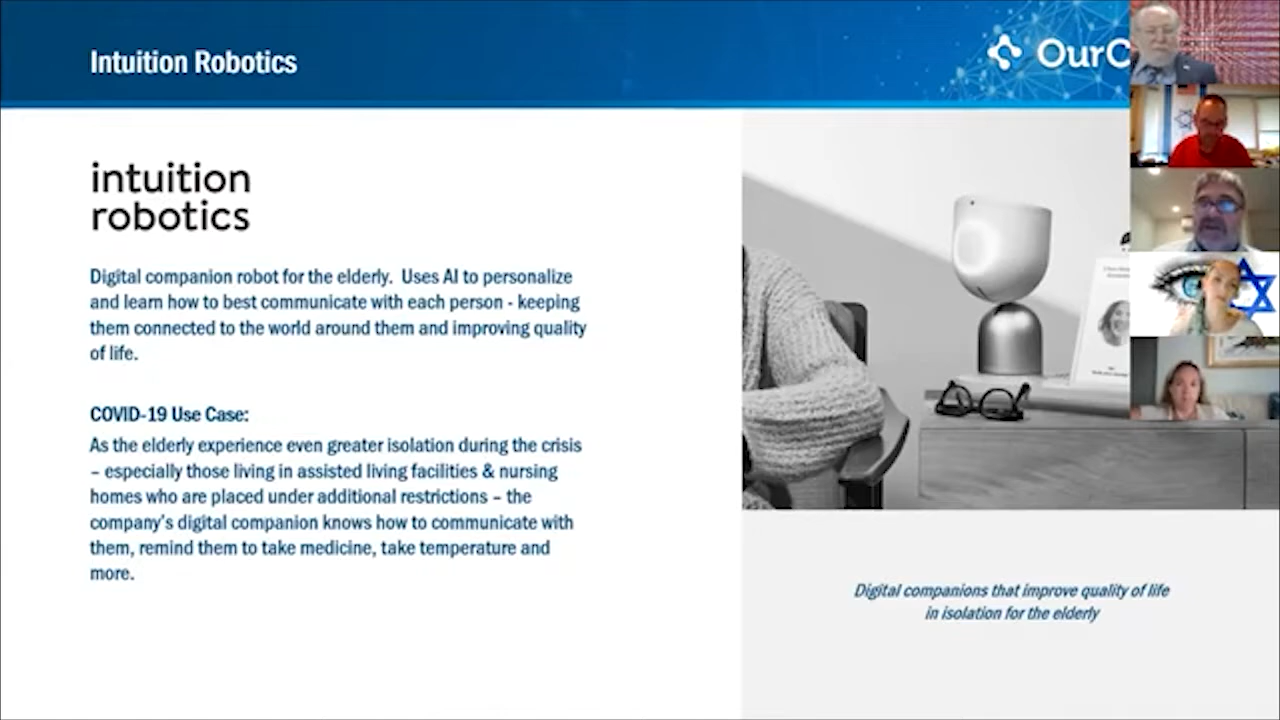 Intuition Robotics
OurC
intuition
robotics
Digital companion robot for the elderly. Uses AI to personalize
and learn how to best communicate with each person - keeping
them connected to the world around them and improving quality
of life.
COVID-19 Use Case:
As the elderly experience even greater isolation during the crisis
– especially those living in assisted living facilities & nursing
homes who are placed under additional restrictions – the
company's digital companion knows how to communicate with
them, remind them to take medicine, take temperature and
more.
Digital companions that improve quality of life
in isolation for the elderly